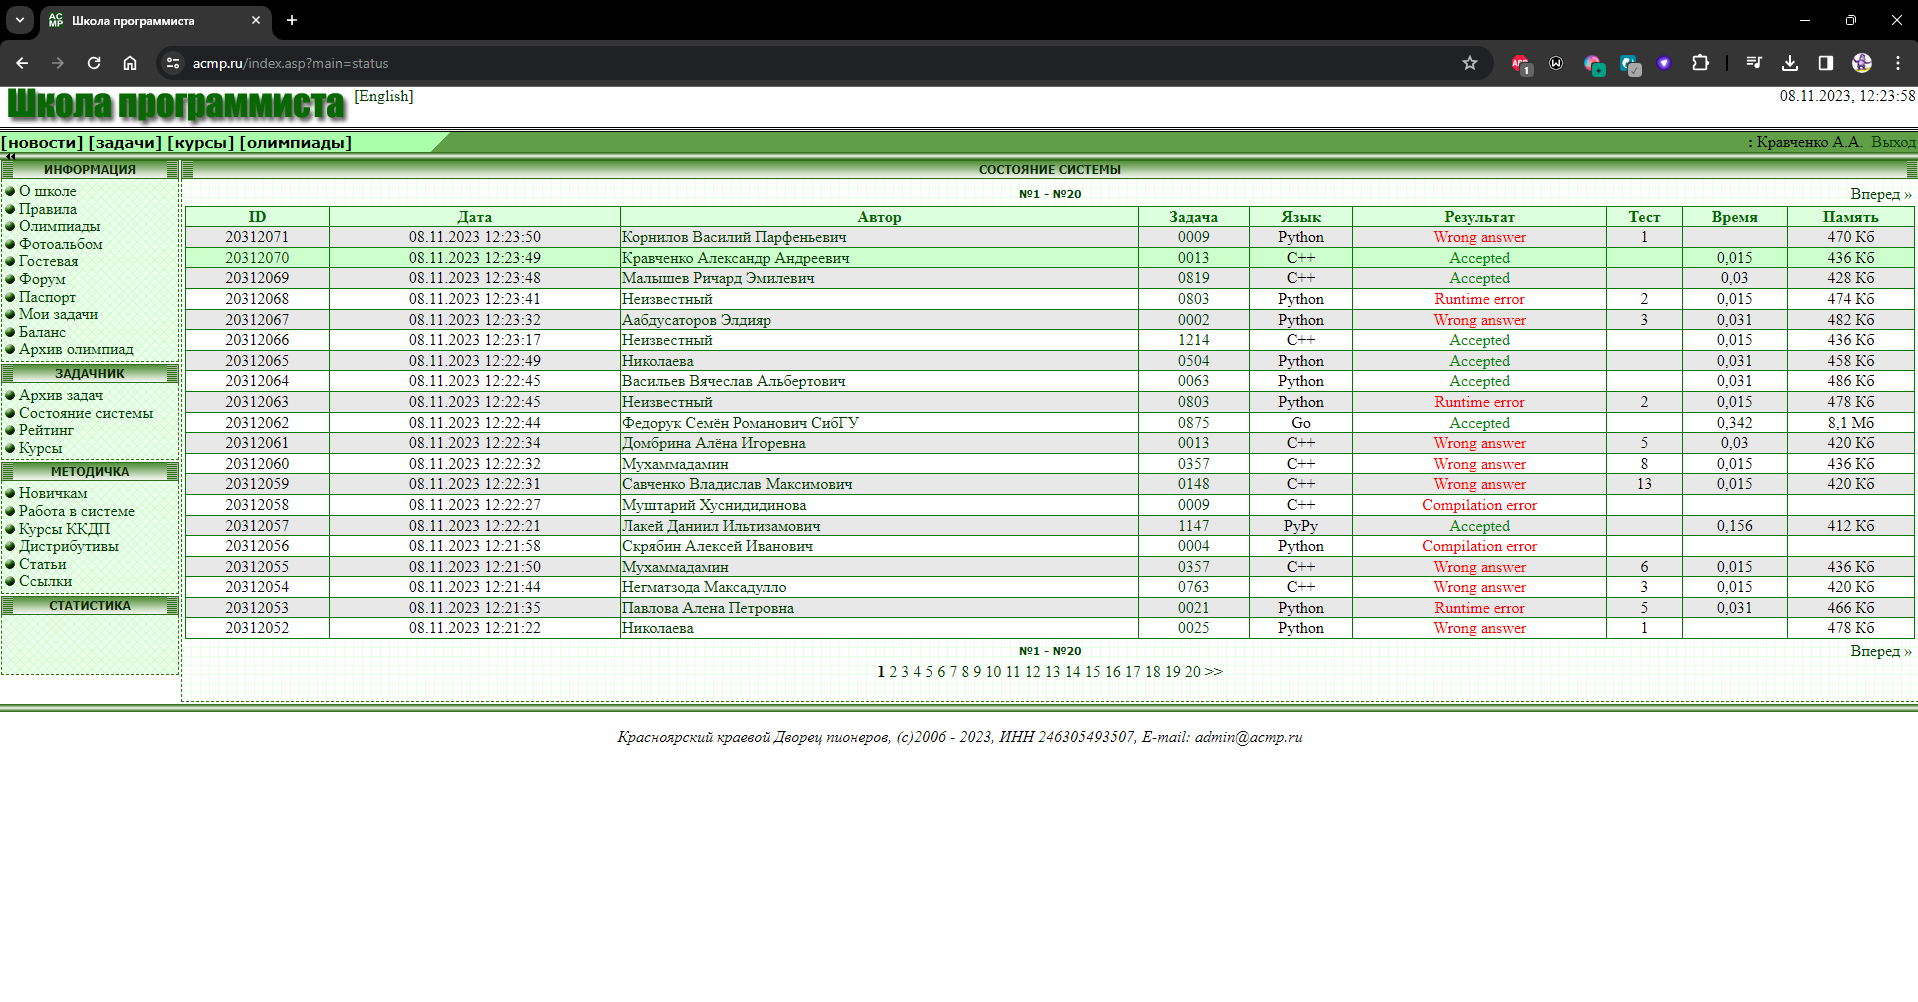 Школа программиста
acmp.ru/index.asp?main=status
Школа программиста [English] 08.11.2023, 12:23:58
[новости] [задачи] [курсы] [олимпиады] : Кравченко А.А. Выход
ИНФОРМАЦИЯ
О школе
Правила
Олимпиады
Фотоальбом
Гостевая
Форум
Паспорт
Мои задачи
Баланс
Архив олимпиад
ЗАДАЧНИК
Архив задач
Состояние системы
Рейтинг
Курсы
МЕТОДИЧКА
Новичкам
Работа в системе
Курсы ККДП
Дистрибутивы
Статьи
Ссылки
СТАТИСТИКА
СОСТОЯНИЕ СИСТЕМЫ
№1 - №20 Вперед »
ID Дата Автор Задача Язык Результат Тест Время Память
20312071 08.11.2023 12:23:50 Корнилов Василий Парфеньевич 0009 Python Wrong answer 1 470 Кб
20312070 08.11.2023 12:23:49 Кравченко Александр Андреевич 0013 C++ Accepted 0,015 436 Кб
20312069 08.11.2023 12:23:48 Малышев Ричард Эмилевич 0819 C++ Accepted 0,03 428 Кб
20312068 08.11.2023 12:23:41 Неизвестный 0803 Python Runtime error 2 0,015 474 Кб
20312067 08.11.2023 12:23:32 Аабдусаторов Элдияр 0002 Python Wrong answer 3 0,031 482 Кб
20312066 08.11.2023 12:23:17 Неизвестный 1214 C++ Accepted 0,015 436 Кб
20312065 08.11.2023 12:22:49 Николаева 0504 Python Accepted 0,031 458 Кб
20312064 08.11.2023 12:22:45 Васильев Вячеслав Альбертович 0063 Python Accepted 0,031 486 Кб
20312063 08.11.2023 12:22:45 Неизвестный 0803 Python Runtime error 2 0,015 478 Кб
20312062 08.11.2023 12:22:44 Федорук Семён Романович СибГУ 0875 Go Accepted 0,342 8,1 Мб
20312061 08.11.2023 12:22:34 Домбрина Алёна Игоревна 0013 C++ Wrong answer 5 0,03 420 Кб
20312060 08.11.2023 12:22:32 Мухаммадамин 0357 C++ Wrong answer 8 0,015 436 Кб
20312059 08.11.2023 12:22:31 Савченко Владислав Максимович 0148 C++ Wrong answer 13 0,015 420 Кб
20312058 08.11.2023 12:22:27 Муштарий Хуснидидинова 0009 C++ Compilation error
20312057 08.11.2023 12:22:21 Лакей Даниил Ильтизамович 1147 PyPy Accepted 0,156 412 Кб
20312056 08.11.2023 12:21:58 Скрябин Алексей Иванович 0004 Python Compilation error
20312055 08.11.2023 12:21:50 Мухаммадамин 0357 C++ Wrong answer 6 0,015 436 Кб
20312054 08.11.2023 12:21:44 Негматзода Максадулло 0763 C++ Wrong answer 3 0,015 420 Кб
20312053 08.11.2023 12:21:35 Павлова Алена Петровна 0021 Python Runtime error 5 0,031 466 Кб
20312052 08.11.2023 12:21:22 Николаева 0025 Python Wrong answer 1 478 Кб
№1 - №20 Вперед »
1 2 3 4 5 6 7 8 9 10 11 12 13 14 15 16 17 18 19 20 >>
Красноярский краевой Дворец пионеров, (c)2006 - 2023, ИНН 246305493507, E-mail: admin@acmp.ru